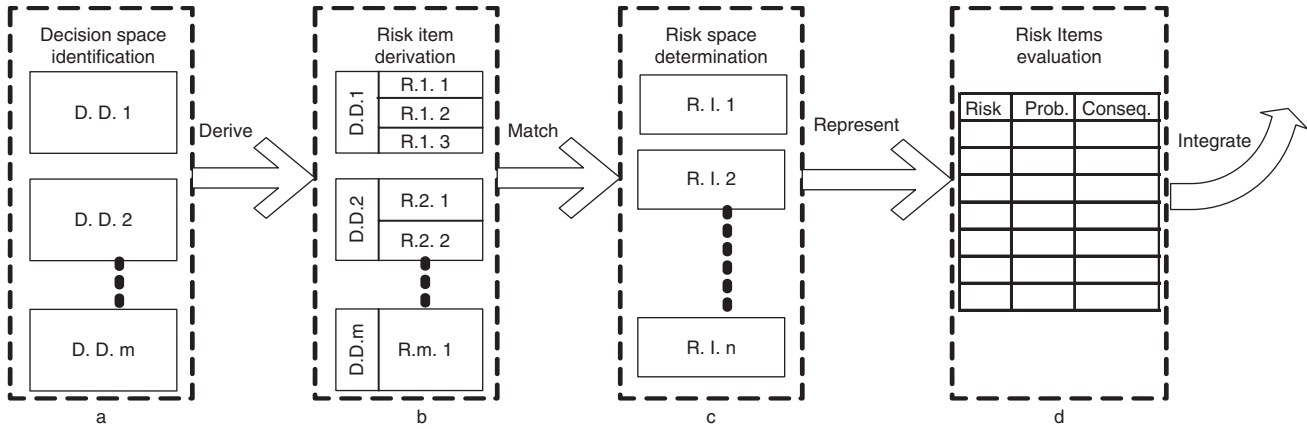 Decision space
identification
D. D. 1
D. D. 2
D. D. m
a
Derive
Risk item
derivation
D.D.1
R.1. 1
R.1. 2
R.1. 3
D.D.2
R.2. 1
R.2. 2
D.D.m
R.m. 1
b
Match
Risk space
determination
R. I. 1
R. I. 2
R. I. n
c
Represent
Risk Items
evaluation
Risk Prob. Conseq.
d
Integrate